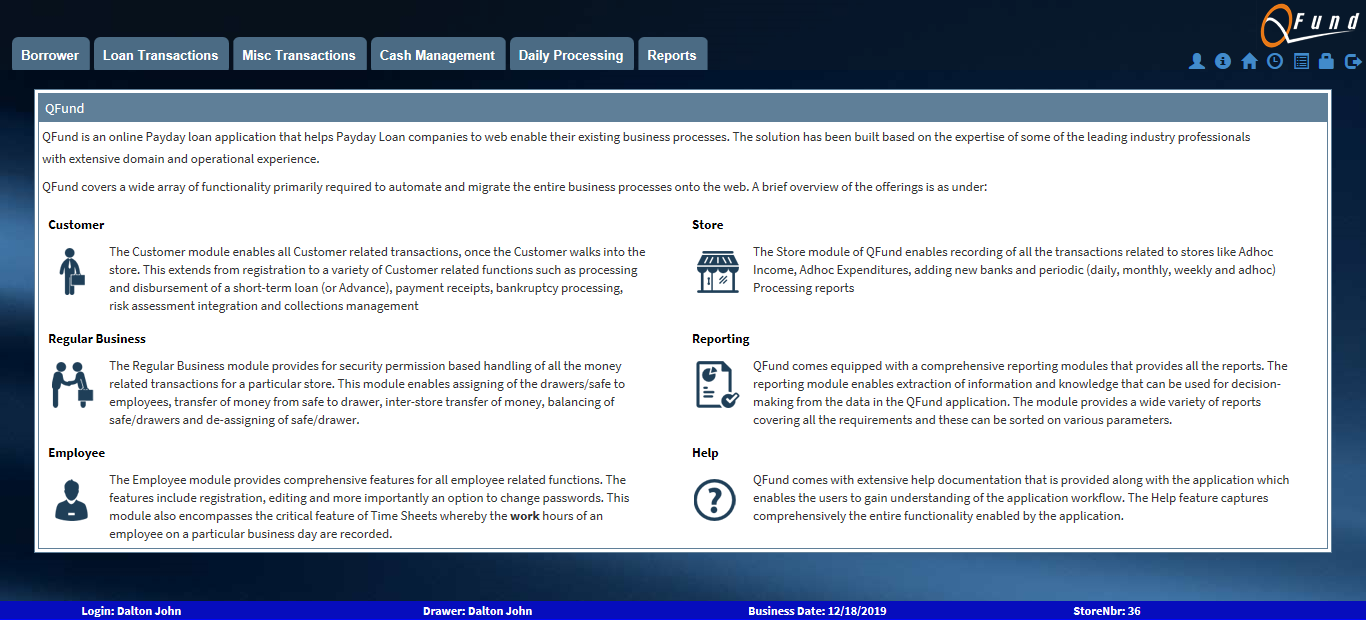 QFund
Borrower
Loan Transactions
Misc Transactions
Cash Management
Daily Processing
Reports
QFund
QFund is an online Payday loan application that helps Payday Loan companies to web enable their existing business processes. The solution has been built based on the expertise of some of the leading industry professionals
with extensive domain and operational experience.
QFund covers a wide array of functionality primarily required to automate and migrate the entire business processes onto the web. A brief overview of the offerings is as under:
Customer
The Customer module enables all Customer related transactions, once the Customer walks into the
store. This extends from registration to a variety of Customer related functions such as processing
and disbursement of a short-term loan (or Advance), payment receipts, bankruptcy processing,
risk assessment integration and collections management
Store
The Store module of QFund enables recording of all the transactions related to stores like Adhoc
Income, Adhoc Expenditures, adding new banks and periodic (daily, monthly, weekly and adhoc)
Processing reports
Regular Business
The Regular Business module provides for security permission based handling of all the money
related transactions for a particular store. This module enables assigning of the drawers/safe to
employees, transfer of money from safe to drawer, inter-store transfer of money, balancing of
safe/drawers and de-assigning of safe/drawer.
Reporting
QFund comes equipped with a comprehensive reporting modules that provides all the reports. The
reporting module enables extraction of information and knowledge that can be used for decision-
making from the data in the QFund application. The module provides a wide variety of reports
covering all the requirements and these can be sorted on various parameters.
Employee
The Employee module provides comprehensive features for all employee related functions. The
features include registration, editing and more importantly an option to change passwords. This
module also encompasses the critical feature of Time Sheets whereby the work hours of an
employee on a particular business day are recorded.
Help
QFund comes with extensive help documentation that is provided along with the application which
enables the users to gain understanding of the application workflow. The Help feature captures
comprehensively the entire functionality enabled by the application.
Login: Dalton John
Drawer: Dalton John
Business Date: 12/18/2019
StoreNbr: 36